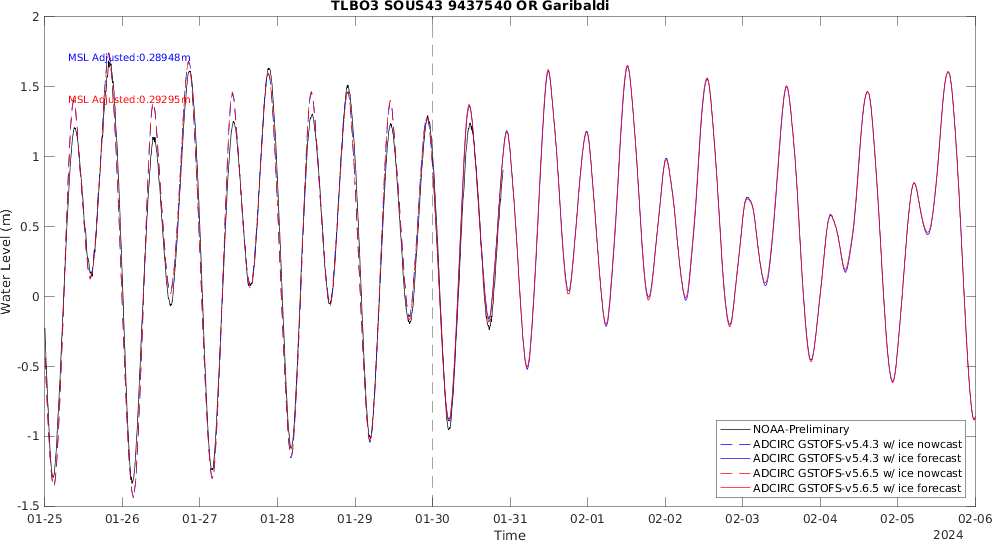 TLBO3 SOUS43 9437540 OR Garibaldi
MSL Adjusted:0.28948m
MSL Adjusted:0.29295m
Water Level (m)
2
1.5
1
0.5
0
-0.5
-1
-1.5
NOAA-Preliminary
ADCIRC GSTOFS-v5.4.3 w/ ice nowcast
ADCIRC GSTOFS-v5.4.3 w/ ice forecast
ADCIRC GSTOFS-v5.6.5 w/ ice nowcast
ADCIRC GSTOFS-v5.6.5 w/ ice forecast
01-25 01-26 01-27 01-28 01-29 01-30 01-31 02-01 02-02 02-03 02-04 02-05 02-06
Time
2024